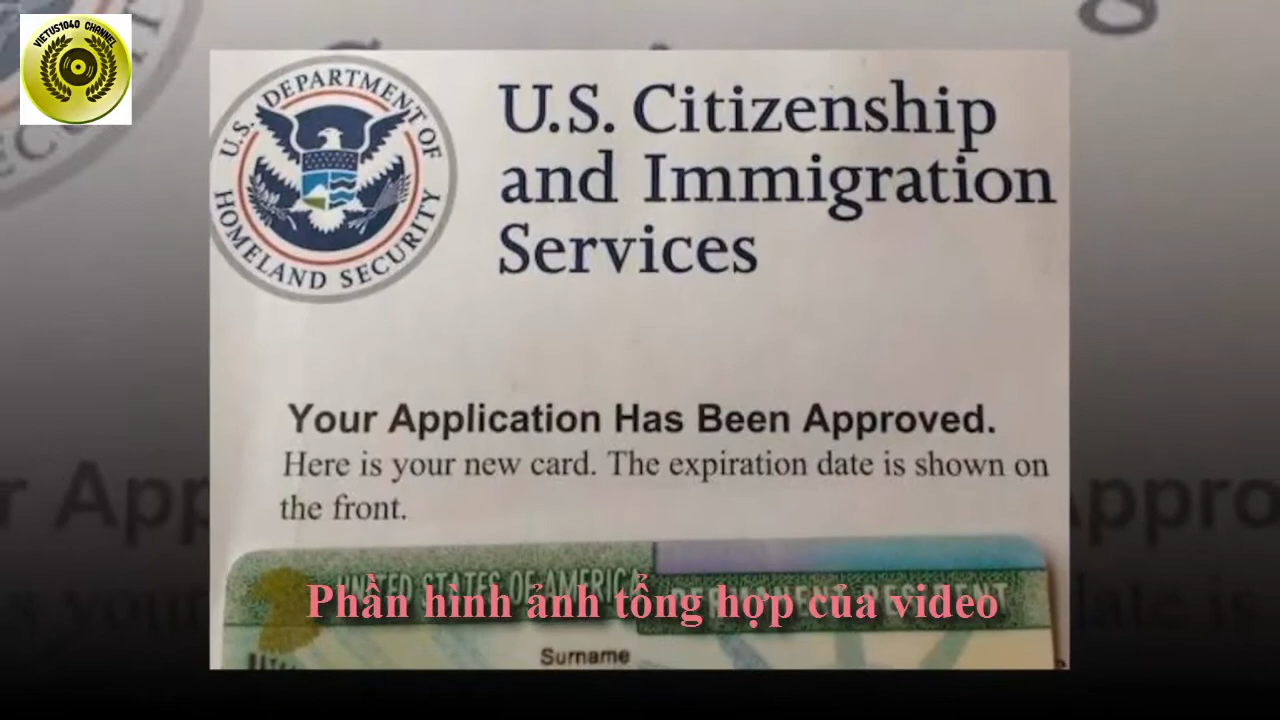 VIETUS1040 CHANNEL
U.S. DEPARTMENT OF
HOMELAND SECURITY
U.S. Citizenship
and Immigration
Services
Your Application Has Been Approved.
Here is your new card. The expiration date is shown on
the front.
UNITED STATES OF AMERICA
Phần hình ảnh tổng hợp của video
Surname